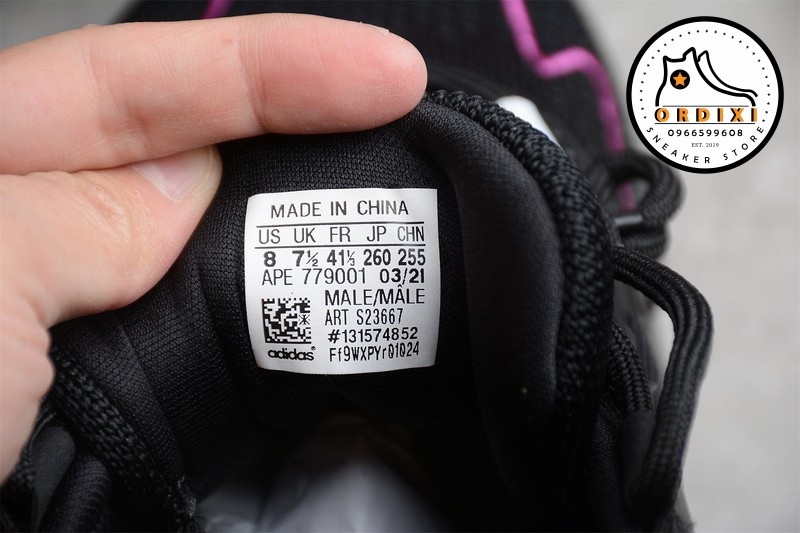 ORDIXI
0966599608
EST. 2019
SNEAKER STORE
MADE IN CHINA
US UK FR JP CHN
8 7½ 41⅓ 260 255
APE 779001 03/21
MALE/MÂLE
ART S23667
#131574852
adidas® Ff9WXPYr01024